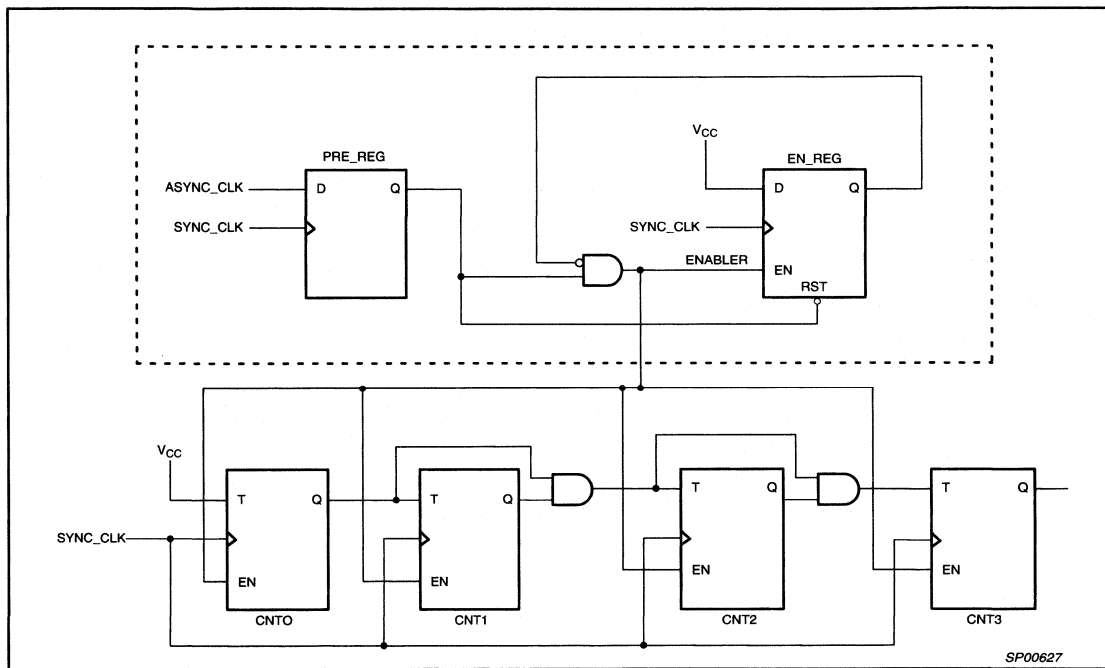 PRE_REG
ASYNC_CLK
D
Q
SYNC_CLK
VCC
EN_REG
D
Q
SYNC_CLK
ENABLER
EN
RST
VCC
T
Q
SYNC_CLK
EN
CNTO
T
Q
EN
CNT1
T
Q
EN
CNT2
T
Q
EN
CNT3
SP00627